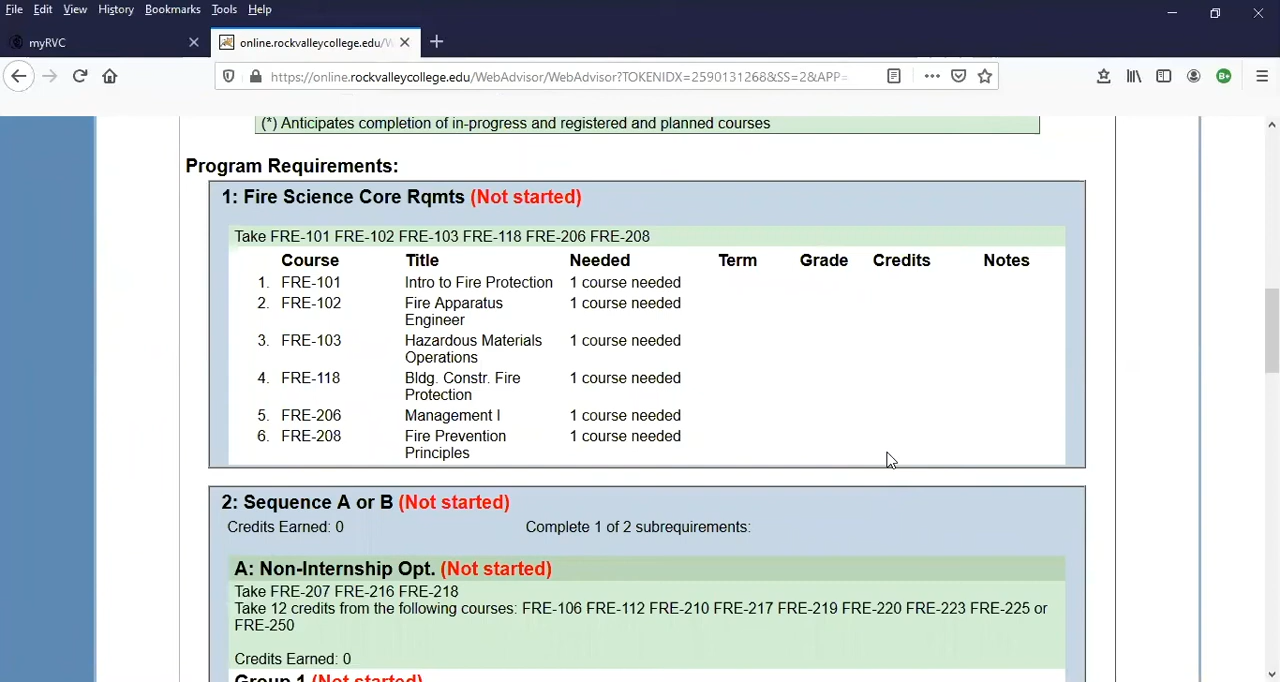 File Edit View History Bookmarks Tools Help
myRVC
online.rockvalleycollege.edu/W
https://online.rockvalleycollege.edu/WebAdvisor/WebAdvisor?TOKENIDX=2590131268&SS=2&APP=
B+
(*) Anticipates completion of in-progress and registered and planned courses
Program Requirements:
1: Fire Science Core Rqmts (Not started)
Take FRE-101 FRE-102 FRE-103 FRE-118 FRE-206 FRE-208
Course Title Needed Term Grade Credits Notes
1. FRE-101 Intro to Fire Protection 1 course needed
2. FRE-102 Fire Apparatus 1 course needed
Engineer
3. FRE-103 Hazardous Materials 1 course needed
Operations
4. FRE-118 Bldg. Constr. Fire 1 course needed
Protection
5. FRE-206 Management I 1 course needed
6. FRE-208 Fire Prevention 1 course needed
Principles
2: Sequence A or B (Not started)
Credits Earned: 0 Complete 1 of 2 subrequirements:
A: Non-Internship Opt. (Not started)
Take FRE-207 FRE-216 FRE-218
Take 12 credits from the following courses: FRE-106 FRE-112 FRE-210 FRE-217 FRE-219 FRE-220 FRE-223 FRE-225 or
FRE-250
Credits Earned: 0
Group 1 (Not started)